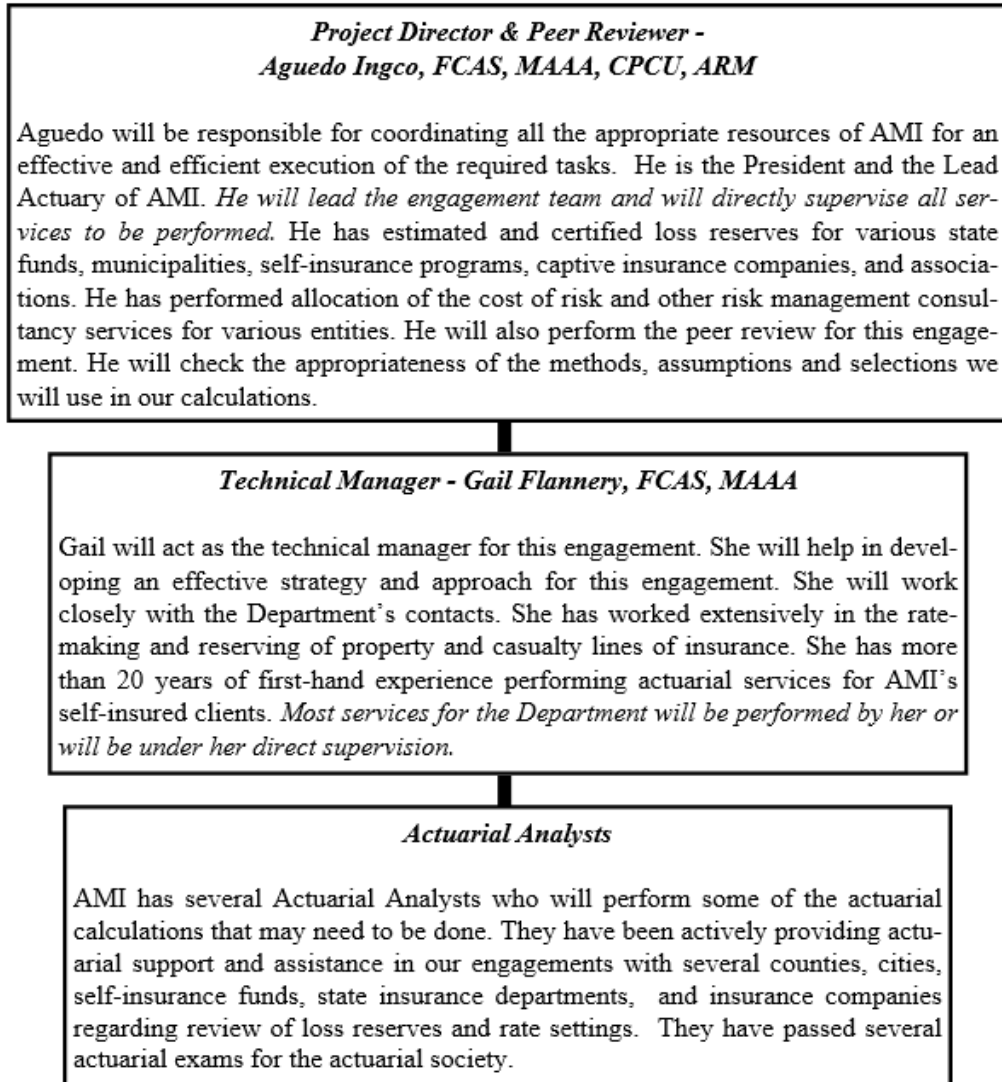 Project Director & Peer Reviewer -
Aguedo Ingco, FCAS, MAAA, CPCU, ARM
Aguedo will be responsible for coordinating all the appropriate resources of AMI for an
effective and efficient execution of the required tasks. He is the President and the Lead
Actuary of AMI. He will lead the engagement team and will directly supervise all ser-
vices to be performed. He has estimated and certified loss reserves for various state
funds, municipalities, self-insurance programs, captive insurance companies, and associa-
tions. He has performed allocation of the cost of risk and other risk management consul-
tancy services for various entities. He will also perform the peer review for this engage-
ment. He will check the appropriateness of the methods, assumptions and selections we
will use in our calculations.
Technical Manager - Gail Flannery, FCAS, MAAA
Gail will act as the technical manager for this engagement. She will help in devel-
oping an effective strategy and approach for this engagement. She will work
closely with the Department's contacts. She has worked extensively in the rate-
making and reserving of property and casualty lines of insurance. She has more
than 20 years of first-hand experience performing actuarial services for AMI's
self-insured clients. Most services for the Department will be performed by her or
will be under her direct supervision.
Actuarial Analysts
AMI has several Actuarial Analysts who will perform some of the actuarial
calculations that may need to be done. They have been actively providing actu-
arial support and assistance in our engagements with several counties, cities,
self-insurance funds, state insurance departments, and insurance companies
regarding review of loss reserves and rate settings. They have passed several
actuarial exams for the actuarial society.